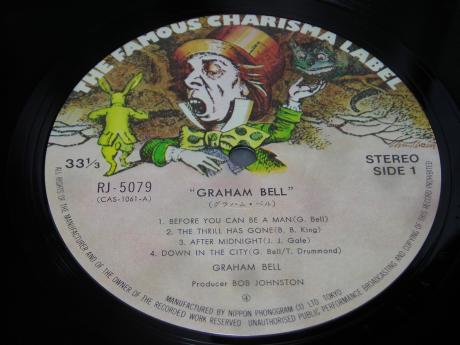 THE FAMOUS CHARISMA LABEL
33 1/3
STEREO
SIDE 1
RJ-5079
(CAS-1061-A)
"GRAHAM BELL"
(グラハム・ベル)
1. BEFORE YOU CAN BE A MAN(G. Bell)
2. THE THRILL HAS GONE(B. B. King)
3. AFTER MIDNIGHT(J. J. Gale)
4. DOWN IN THE CITY(G. Bell/T. Drummond)
GRAHAM BELL
Producer BOB JOHNSTON
④
MANUFACTURED BY NIPPON PHONOGRAM (S) LTD. TOKYO
ALL RIGHTS OF THE MANUFACTURER AND OF THE OWNER OF THE RECORDED WORK RESERVED UNAUTHORISED PUBLIC PERFORMANCE BROADCASTING AND COPYING OF THIS RECORD PROHIBITED